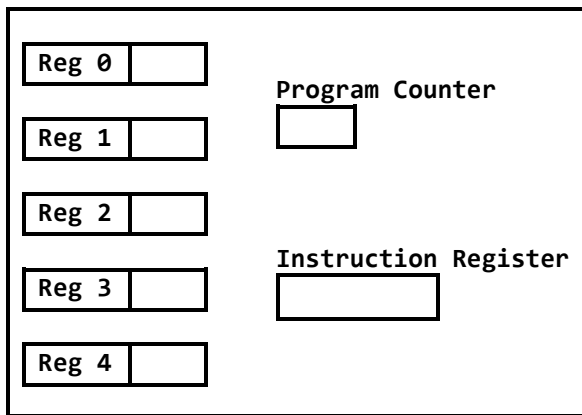 Reg 0
Reg 1
Reg 2
Reg 3
Reg 4
Program Counter
Instruction Register